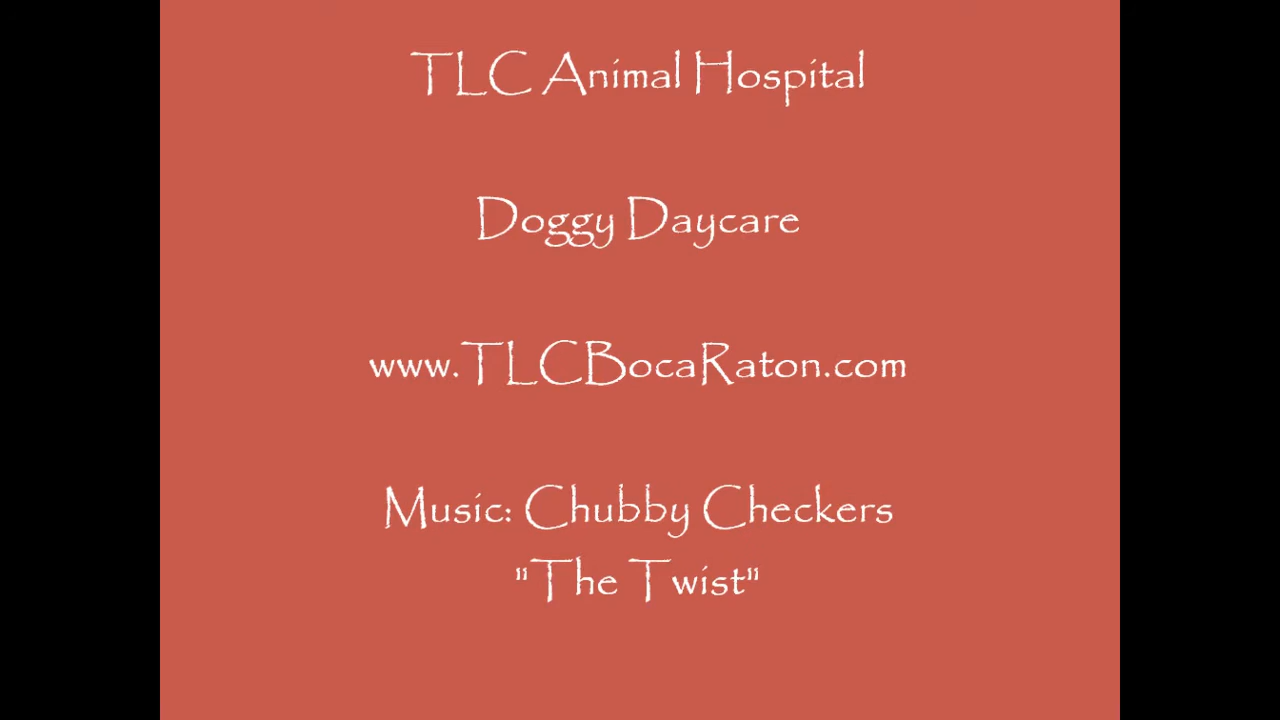 TLC Animal Hospital
Doggy Daycare
www.TLCBocaRaton.com
Music: Chubby Checkers
"The Twist"